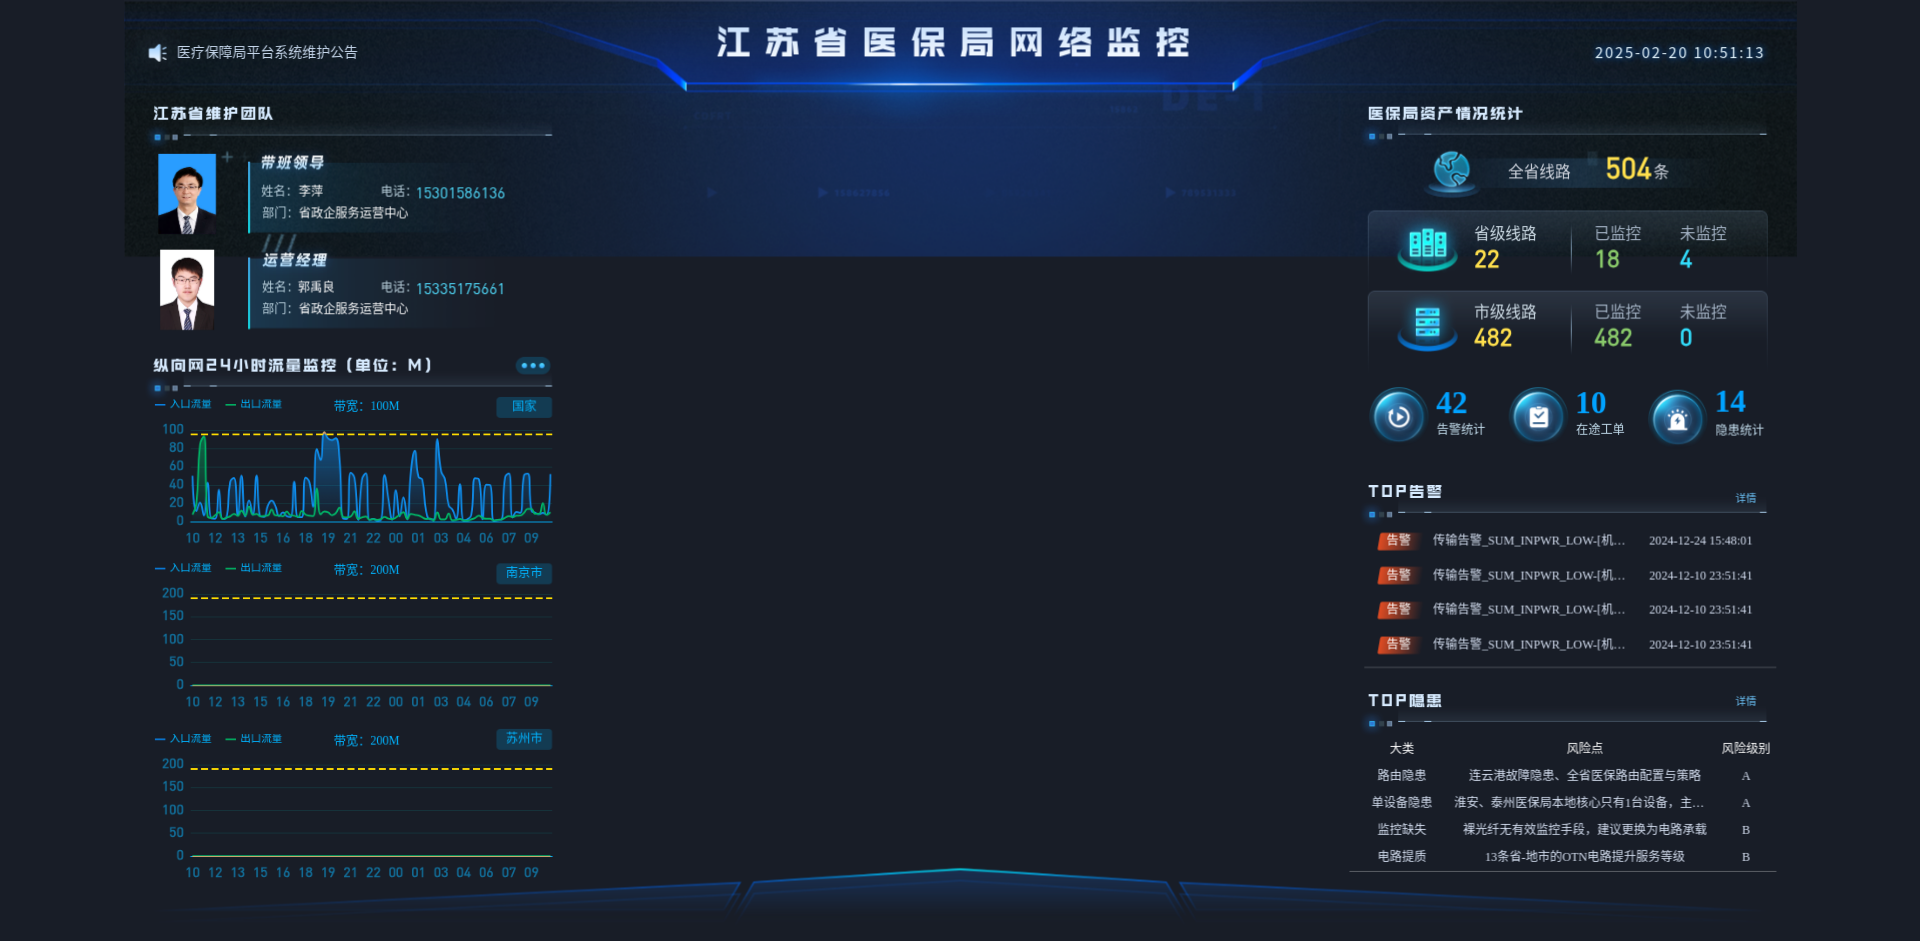 江苏省医保局网络监控
医疗保障局平台系统维护公告
2025-02-20 10:51:13
江苏省维护团队
带班领导
姓名：李萍 电话：15301586136
部门：省政企服务运营中心
运营经理
姓名：郭禹良 电话：15335175661
部门：省政企服务运营中心
纵向网24小时流量监控（单位：M）
入口流量 出口流量 带宽：100M 国家
100
80
60
40
20
0
10 12 13 15 16 18 19 21 22 00 01 03 04 06 07 09
入口流量 出口流量 带宽：200M 南京市
200
150
100
50
0
10 12 13 15 16 18 19 21 22 00 01 03 04 06 07 09
入口流量 出口流量 带宽：200M 苏州市
200
150
100
50
0
10 12 13 15 16 18 19 21 22 00 01 03 04 06 07 09
医保局资产情况统计
全省线路 504条
省级线路 已监控 未监控
22 18 4
市级线路 已监控 未监控
482 482 0
42 10 14
告警统计 在途工单 隐患统计
TOP告警 详情
告警 传输告警_SUM_INPWR_LOW-[机... 2024-12-24 15:48:01
告警 传输告警_SUM_INPWR_LOW-[机... 2024-12-10 23:51:41
告警 传输告警_SUM_INPWR_LOW-[机... 2024-12-10 23:51:41
告警 传输告警_SUM_INPWR_LOW-[机... 2024-12-10 23:51:41
TOP隐患 详情
大类 风险点 风险级别
路由隐患 连云港故障隐患、全省医保路由配置与策略 A
单设备隐患 淮安、泰州医保局本地核心只有1台设备，主... A
监控缺失 裸光纤无有效监控手段，建议更换为电路承载 B
电路提质 13条省-地市的OTN电路提升服务等级 B